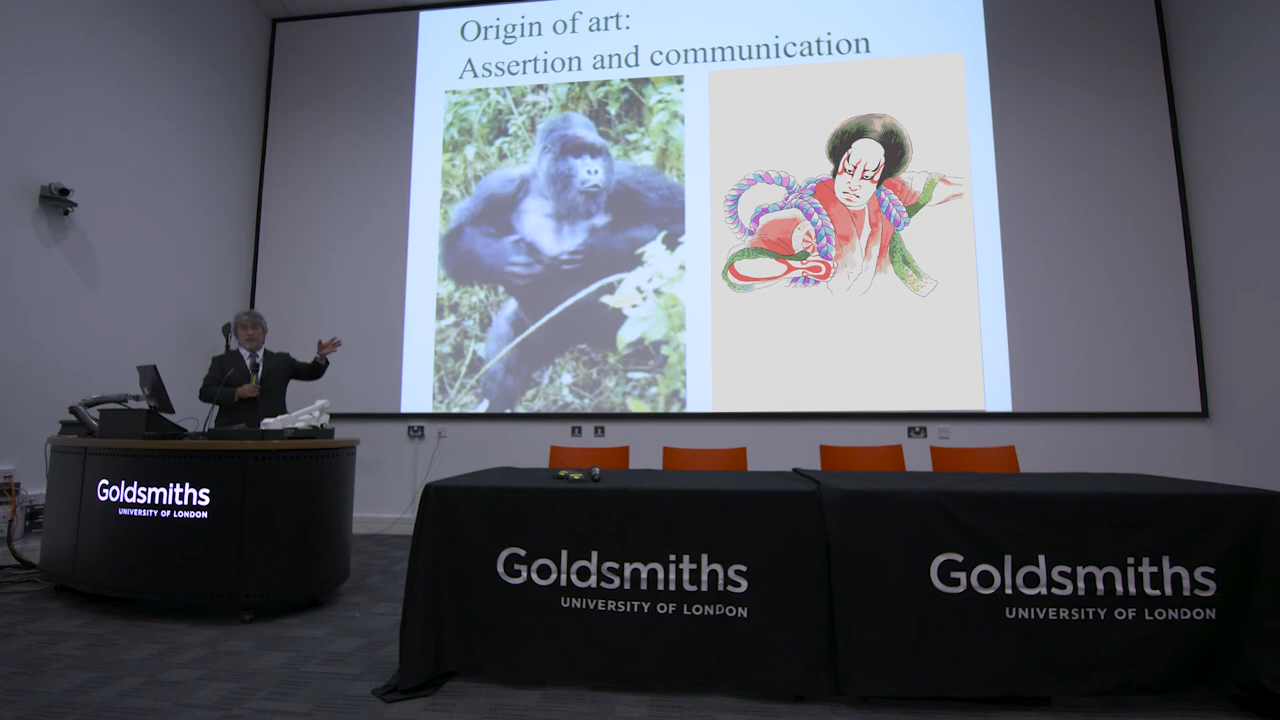 Origin of art:
Assertion and communication
Goldsmiths
UNIVERSITY OF LONDON
Goldsmiths
UNIVERSITY OF LONDON
Goldsmiths
UNIVERSITY OF LONDON